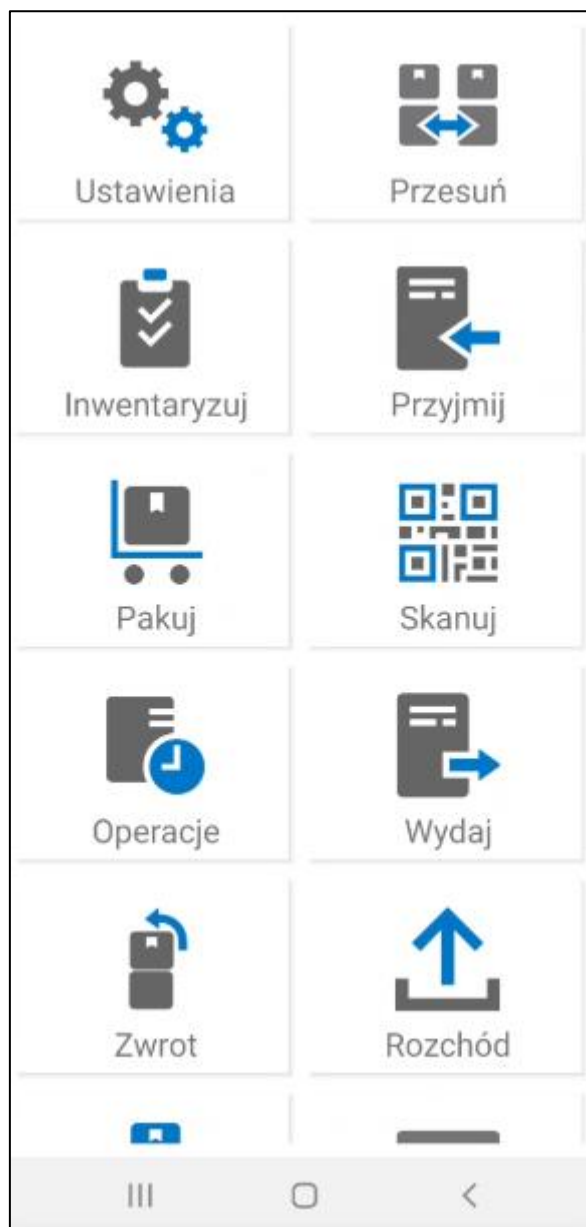 Ustawienia
Przesuń
Inwentaryzuj
Przyjmij
Pakuj
Skanuj
Operacje
Wydaj
Zwrot
Rozchód